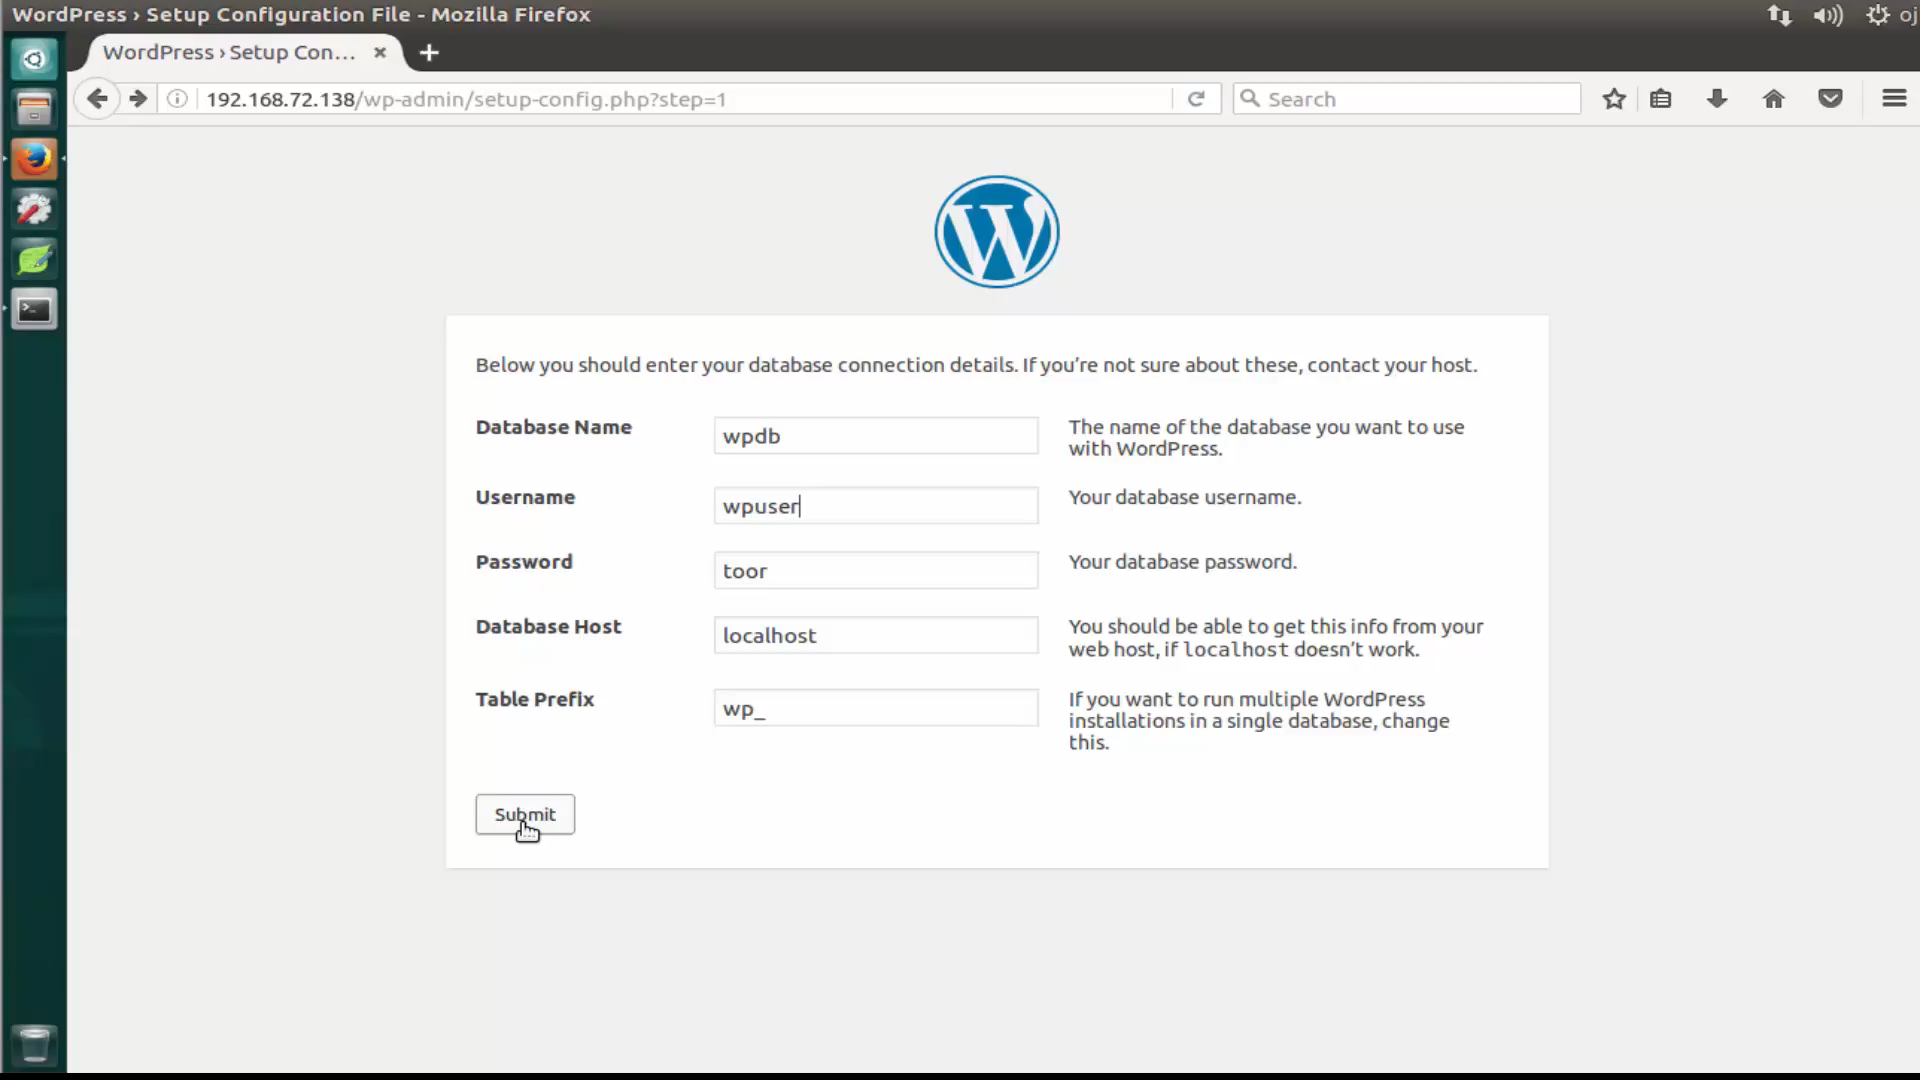 WordPress › Setup Configuration File - Mozilla Firefox
oj
WordPress › Setup Con...
192.168.72.138/wp-admin/setup-config.php?step=1
Search
Below you should enter your database connection details. If you’re not sure about these, contact your host.
Database Name
wpdb
The name of the database you want to use
with WordPress.
Username
wpuser
Your database username.
Password
toor
Your database password.
Database Host
localhost
You should be able to get this info from your
web host, if localhost doesn’t work.
Table Prefix
wp_
If you want to run multiple WordPress
installations in a single database, change
this.
Submit